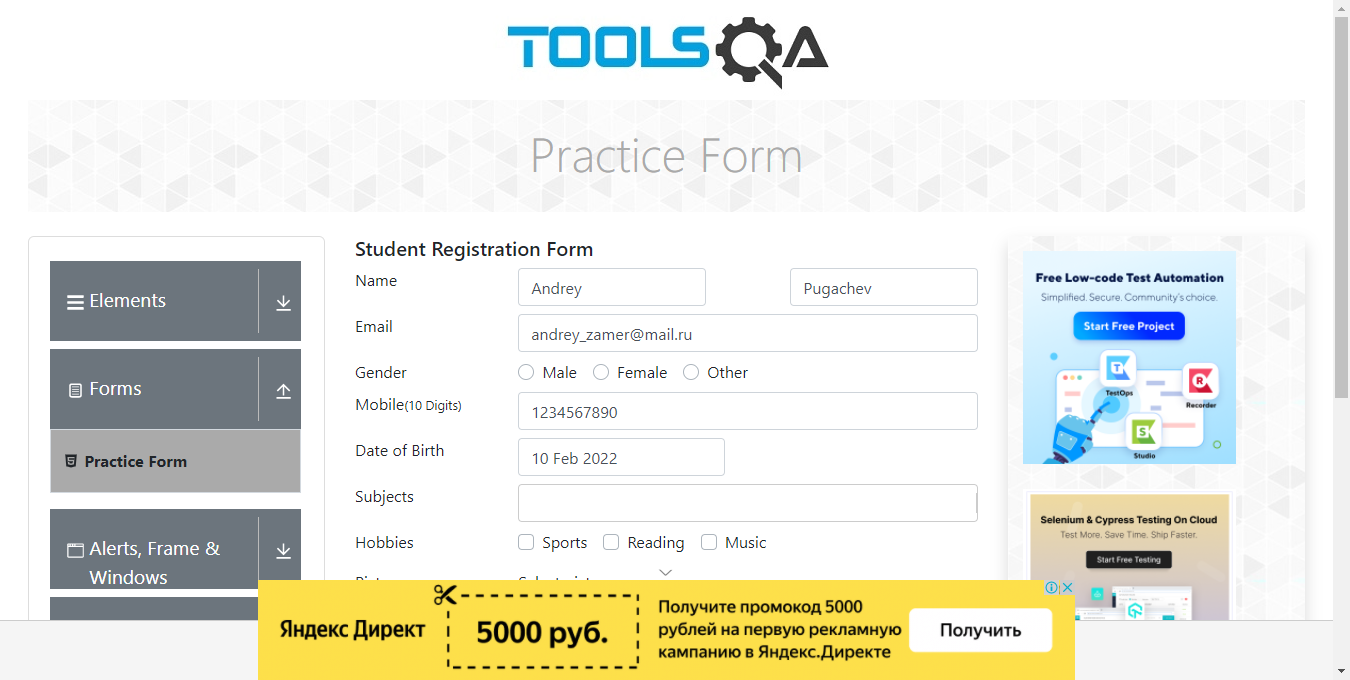 TOOLSQA
Practice Form
Elements
Forms
Practice Form
Alerts, Frame &
Windows
Student Registration Form
Name
Andrey
Pugachev
Email
andrey_zamer@mail.ru
Gender
Male
Female
Other
Mobile(10 Digits)
1234567890
Date of Birth
10 Feb 2022
Subjects
Hobbies
Sports
Reading
Music
Free Low-code Test Automation
Simplified. Secure. Community's choice.
Start Free Project
TestOps
Recorder
Studio
Selenium & Cypress Testing On Cloud
Test More. Save Time. Ship Faster.
Start Free Testing
Яндекс Директ
5000 руб.
Получите промокод 5000
рублей на первую рекламную
кампанию в Яндекс.Директе
Получить